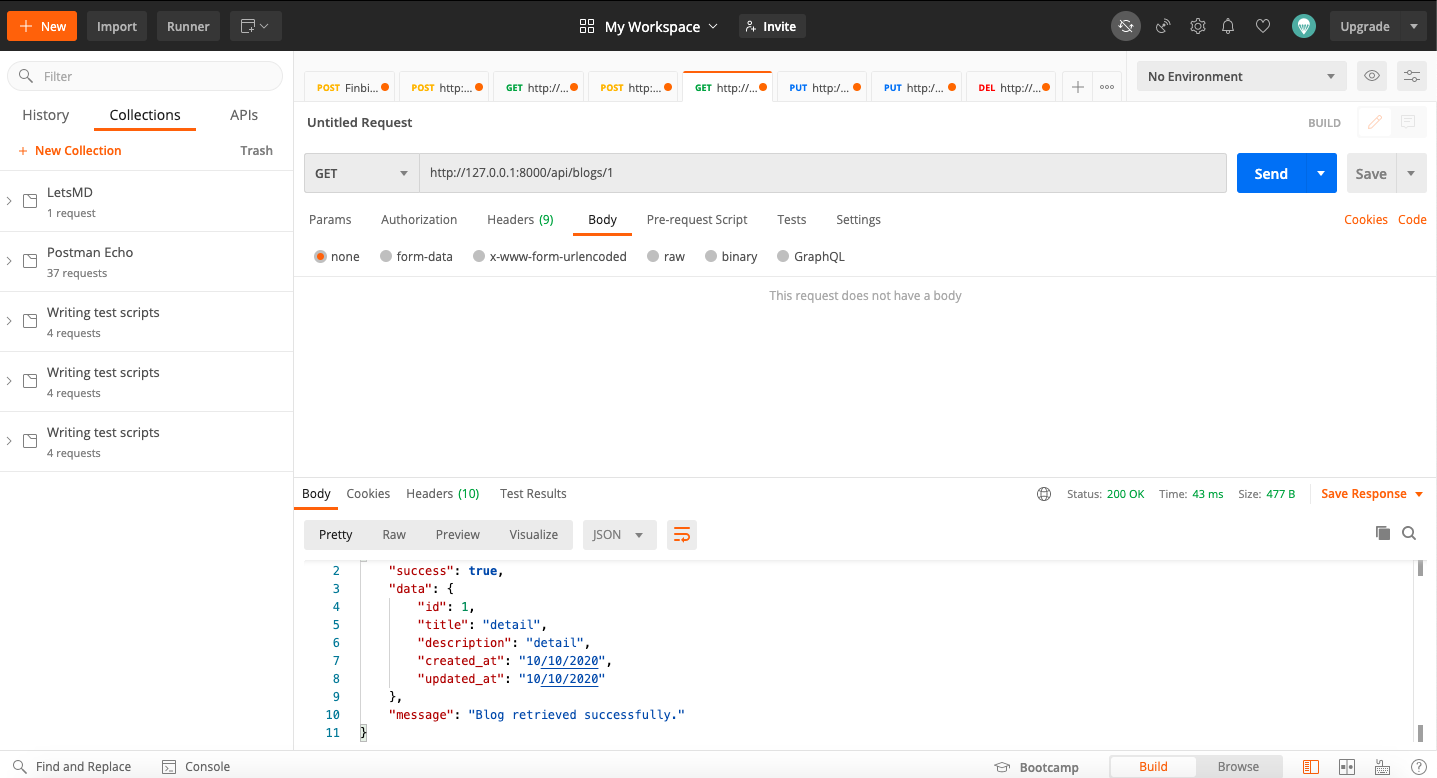 New Import Runner My Workspace Invite Upgrade
Filter
History Collections APIs
New Collection Trash
LetsMD
1 request
Postman Echo
37 requests
Writing test scripts
4 requests
Writing test scripts
4 requests
Writing test scripts
4 requests
POST Finbi... POST http:... GET http://... POST http:... GET http://... PUT http:/... PUT http:/... DEL http://... No Environment
Untitled Request BUILD
GET http://127.0.0.1:8000/api/blogs/1 Send Save
Params Authorization Headers (9) Body Pre-request Script Tests Settings Cookies Code
none form-data x-www-form-urlencoded raw binary GraphQL
This request does not have a body
Body Cookies Headers (10) Test Results Status: 200 OK Time: 43 ms Size: 477 B Save Response
Pretty Raw Preview Visualize JSON
2 "success": true,
3 "data": {
4 "id": 1,
5 "title": "detail",
6 "description": "detail",
7 "created_at": "10/10/2020",
8 "updated_at": "10/10/2020"
9 },
10 "message": "Blog retrieved successfully."
11 }
Find and Replace Console Bootcamp Build Browse